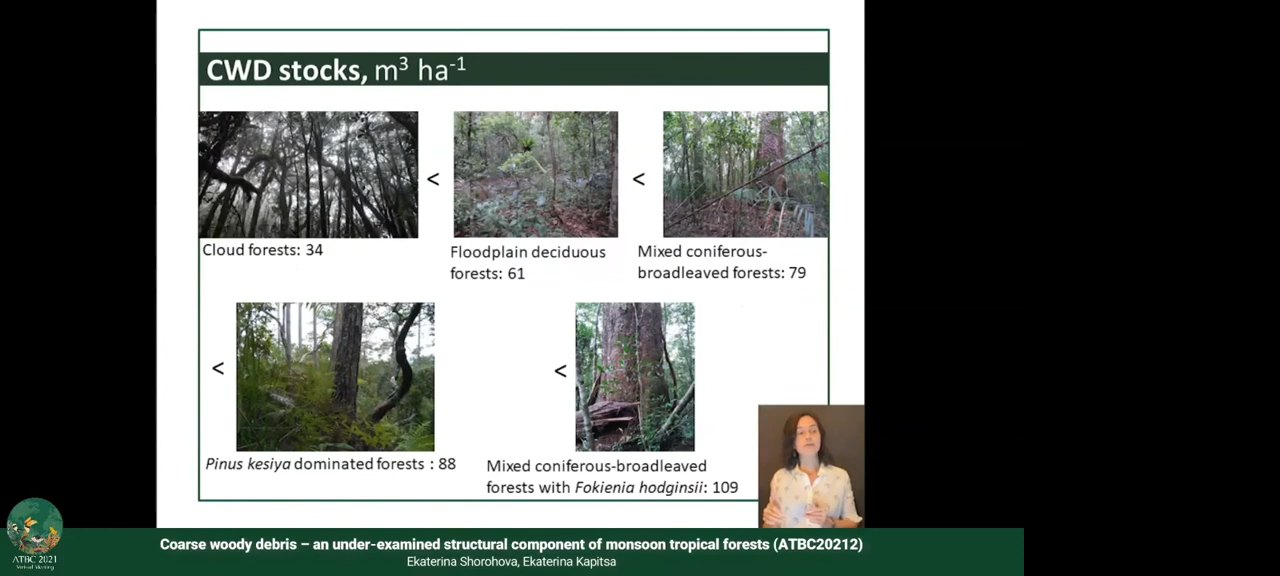 CWD stocks, m³ ha⁻¹
<
<
Cloud forests: 34
Floodplain deciduous
forests: 61
Mixed coniferous-
broadleaved forests: 79
<
<
Pinus kesiya dominated forests : 88
Mixed coniferous-broadleaved
forests with Fokienia hodginsii: 109
ATBC 2021
Virtual Meeting
Coarse woody debris – an under-examined structural component of monsoon tropical forests (ATBC20212)
Ekaterina Shorohova, Ekaterina Kapitsa